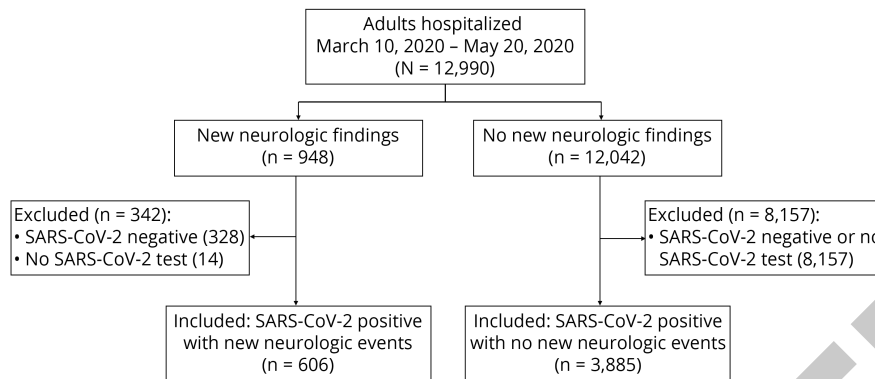 Adults hospitalized
March 10, 2020 – May 20, 2020
(N = 12,990)
New neurologic findings
(n = 948)
No new neurologic findings
(n = 12,042)
Excluded (n = 342):
• SARS-CoV-2 negative (328)
• No SARS-CoV-2 test (14)
Excluded (n = 8,157):
• SARS-CoV-2 negative or no
SARS-CoV-2 test (8,157)
Included: SARS-CoV-2 positive
with new neurologic events
(n = 606)
Included: SARS-CoV-2 positive
with no new neurologic events
(n = 3,885)